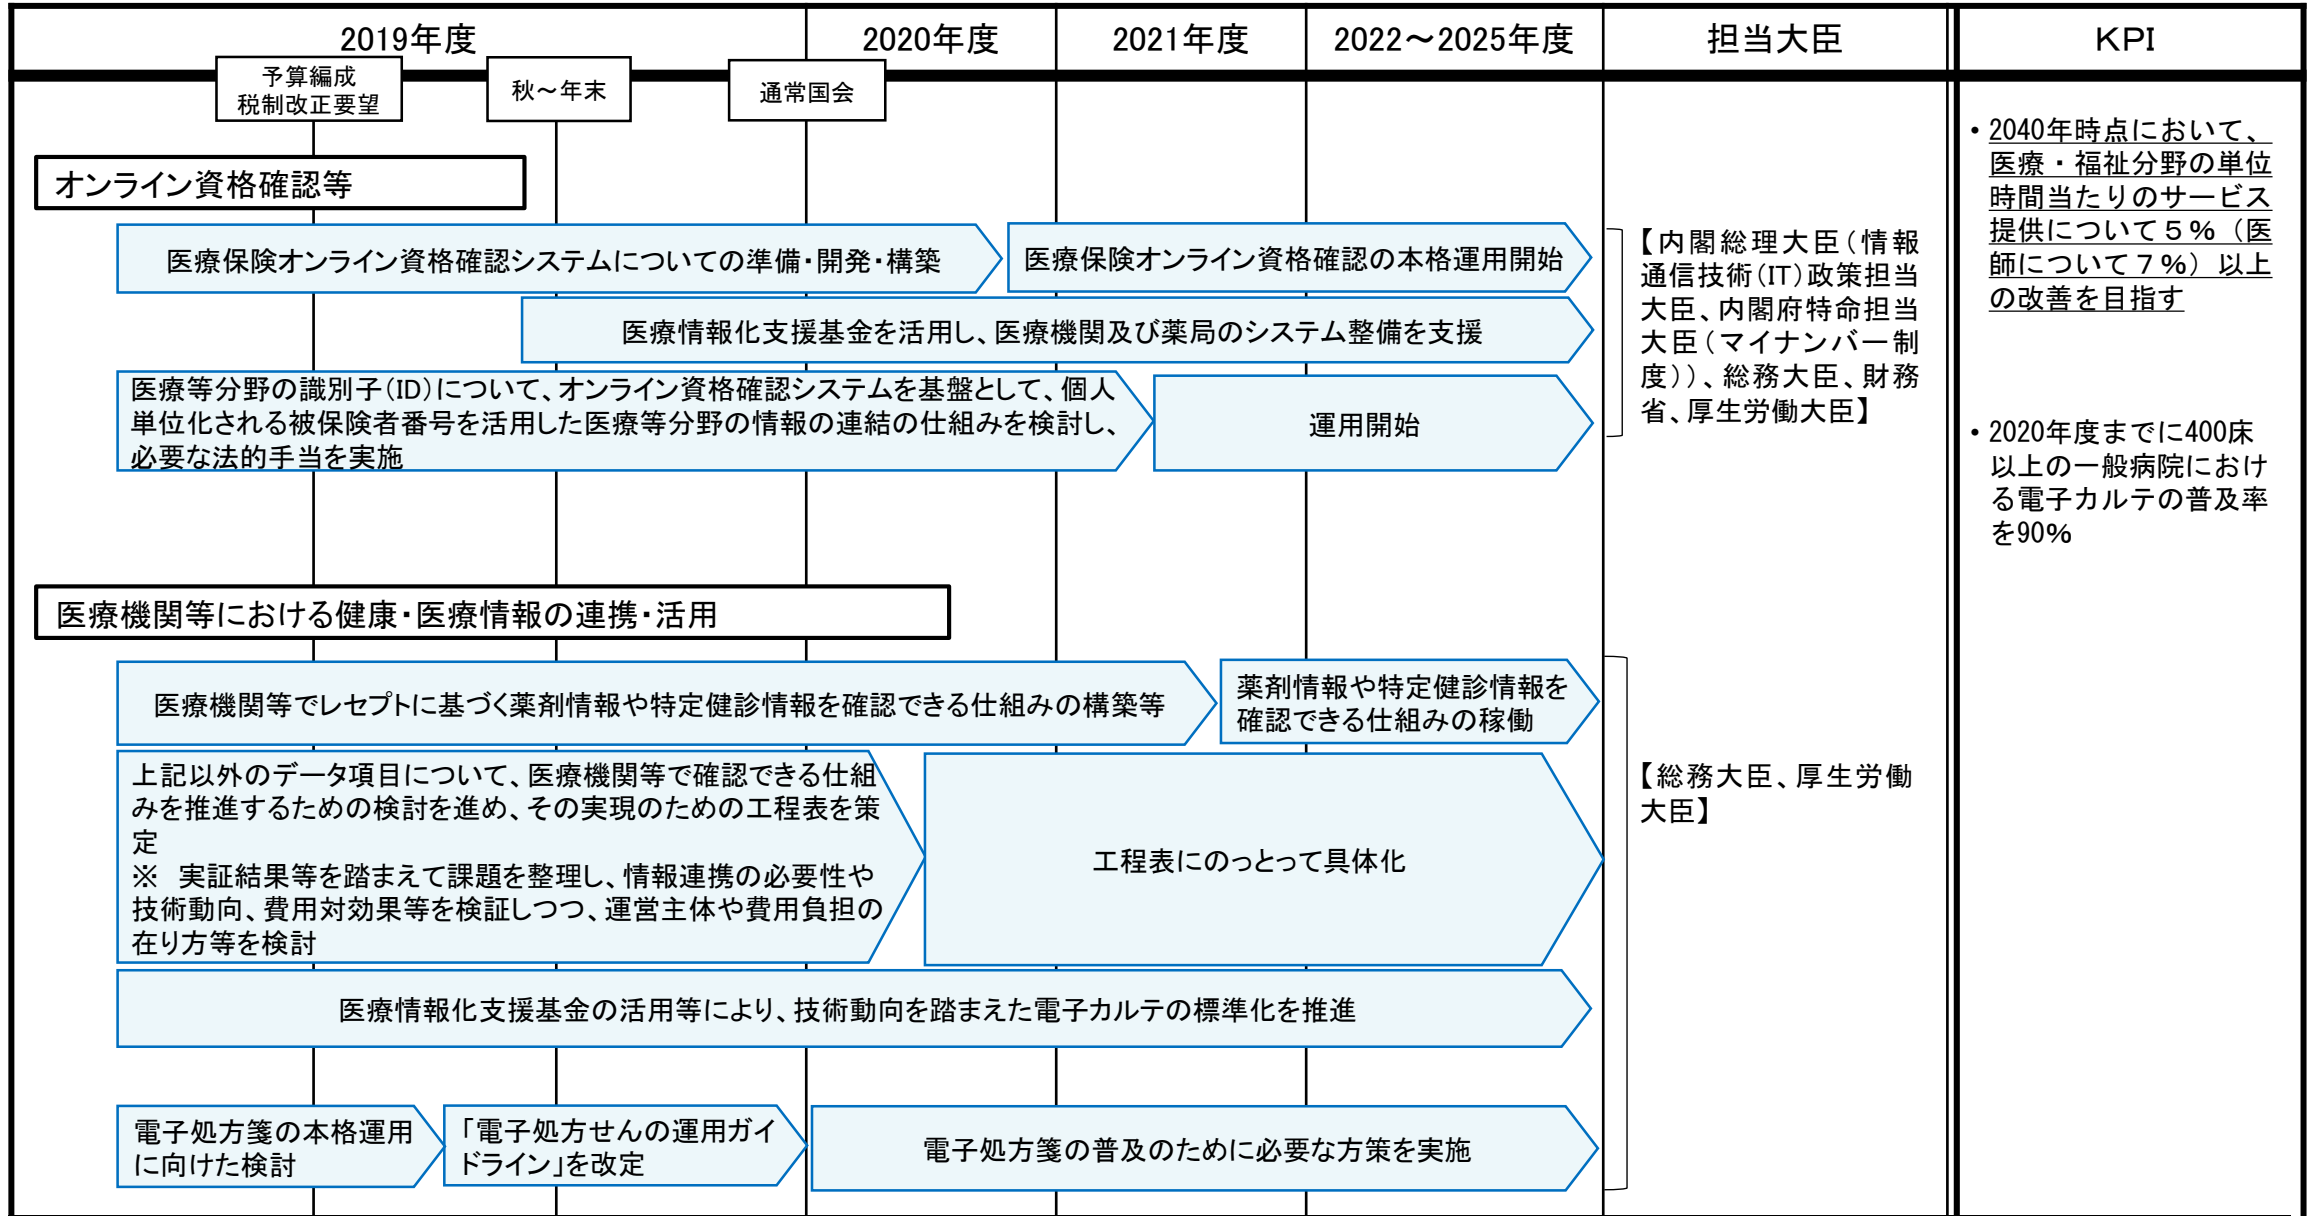 2019年度
2020年度
2021年度
2022～2025年度
担当大臣
KPI
予算編成
税制改正要望
秋～年末
通常国会
オンライン資格確認等
医療保険オンライン資格確認システムについての準備・開発・構築
医療保険オンライン資格確認の本格運用開始
医療情報化支援基金を活用し、医療機関及び薬局のシステム整備を支援
医療等分野の識別子(ID)について、オンライン資格確認システムを基盤として、個人
単位化される被保険者番号を活用した医療等分野の情報の連結の仕組みを検討し、
必要な法的手当を実施
運用開始
【内閣総理大臣（情報
通信技術（IT）政策担当
大臣、内閣府特命担当
大臣（マイナンバー制
度））、総務大臣、財務
省、厚生労働大臣】
・2040年時点において、
医療・福祉分野の単位
時間当たりのサービス
提供について５％（医
師について７％）以上
の改善を目指す
・2020年度までに400床
以上の一般病院におけ
る電子カルテの普及率
を90%
医療機関等における健康・医療情報の連携・活用
医療機関等でレセプトに基づく薬剤情報や特定健診情報を確認できる仕組みの構築等
薬剤情報や特定健診情報を
確認できる仕組みの稼働
上記以外のデータ項目について、医療機関等で確認できる仕組
みを推進するための検討を進め、その実現のための工程表を策
定
※　実証結果等を踏まえて課題を整理し、情報連携の必要性や
技術動向、費用対効果等を検証しつつ、運営主体や費用負担の
在り方等を検討
工程表にのっとって具体化
【総務大臣、厚生労働
大臣】
医療情報化支援基金の活用等により、技術動向を踏まえた電子カルテの標準化を推進
電子処方箋の本格運用
に向けた検討
「電子処方せんの運用ガイ
ドライン」を改定
電子処方箋の普及のために必要な方策を実施